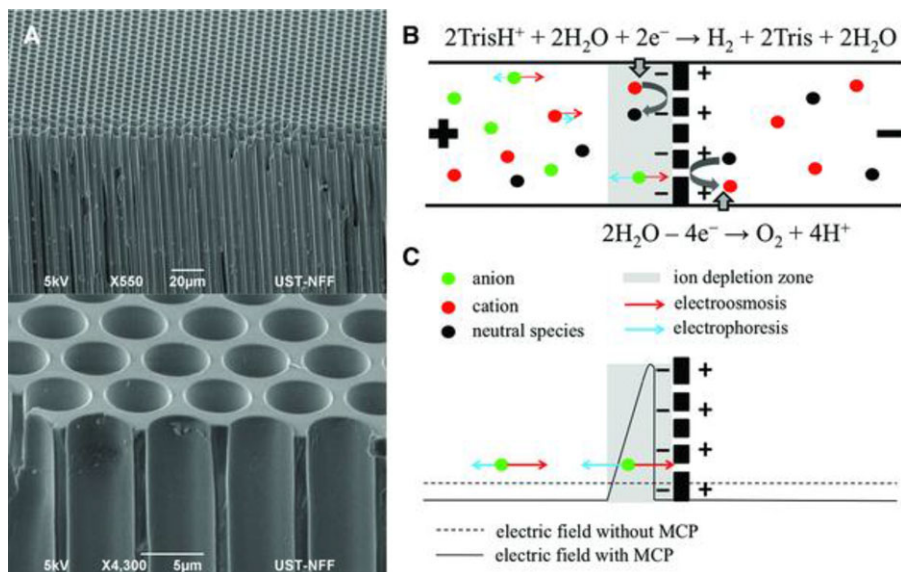 A
5kV X550 20µm UST-NFF
5kV X4,300 5µm UST-NFF
B
2TrisH⁺ + 2H₂O + 2e⁻ → H₂ + 2Tris + 2H₂O
+ − + −
− +
− +
− +
2H₂O – 4e⁻ → O₂ + 4H⁺
C
anion
cation
neutral species
ion depletion zone
electroosmosis
electrophoresis
− +
− +
− +
− +
electric field without MCP
electric field with MCP